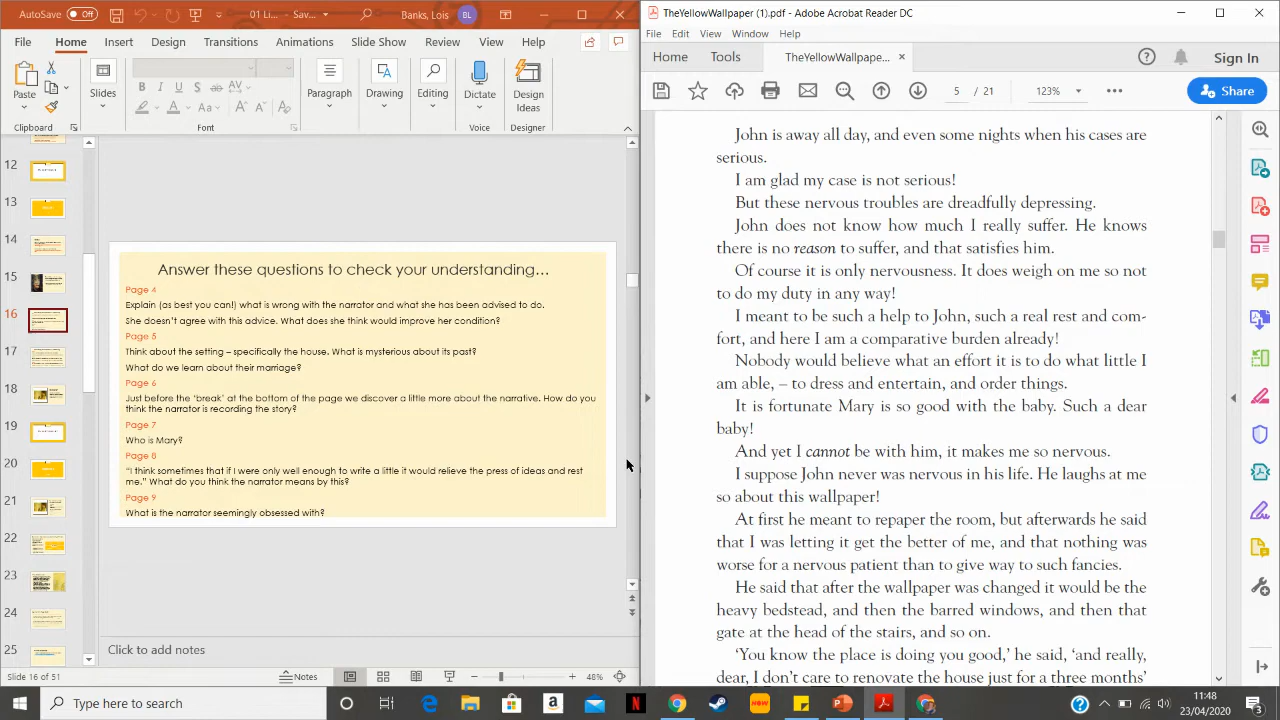 AutoSave
01 Li...
Sav...
Banks, Lois
BL
File
Home
Insert
Design
Transitions
Animations
Slide Show
Review
View
Help
Paste
Slides
Paragraph
Drawing
Editing
Dictate
Design
Ideas
B I U S ab AV
Aa A A
Clipboard
Font
Voice
Designer
12
13
14
15
16
17
18
19
20
21
22
23
24
25
Answer these questions to check your understanding…
Page 4
Explain (as best you can!) what is wrong with the narrator and what she has been advised to do.
She doesn't agree with this advice. What does she think would improve her condition?
Page 5
Think about the setting – specifically the house. What is mysterious about its past?
What do we learn about their marriage?
Page 6
Just before the 'break' at the bottom of the page we discover a little more about the narrative. How do you
think the narrator is recording the story?
Page 7
Who is Mary?
Page 8
"I think sometimes that if I were only well enough to write a little it would relieve the press of ideas and rest
me." What do you think the narrator means by this?
Page 9
What is the narrator seemingly obsessed with?
Click to add notes
Slide 16 of 51
Notes
48%
TheYellowWallpaper (1).pdf - Adobe Acrobat Reader DC
File Edit View Window Help
Home
Tools
TheYellowWallpape...
Sign In
5 / 21
123%
Share
John is away all day, and even some nights when his cases are
serious.
I am glad my case is not serious!
But these nervous troubles are dreadfully depressing.
John does not know how much I really suffer. He knows
there is no reason to suffer, and that satisfies him.
Of course it is only nervousness. It does weigh on me so not
to do my duty in any way!
I meant to be such a help to John, such a real rest and com-
fort, and here I am a comparative burden already!
Nobody would believe what an effort it is to do what little I
am able, – to dress and entertain, and order things.
It is fortunate Mary is so good with the baby. Such a dear
baby!
And yet I cannot be with him, it makes me so nervous.
I suppose John never was nervous in his life. He laughs at me
so about this wallpaper!
At first he meant to repaper the room, but afterwards he said
that I was letting it get the better of me, and that nothing was
worse for a nervous patient than to give way to such fancies.
He said that after the wallpaper was changed it would be the
heavy bedstead, and then the barred windows, and then that
gate at the head of the stairs, and so on.
'You know the place is doing you good,' he said, 'and really,
dear, I don't care to renovate the house just for a three months'
Type here to search
NOW
11:48
23/04/2020
3